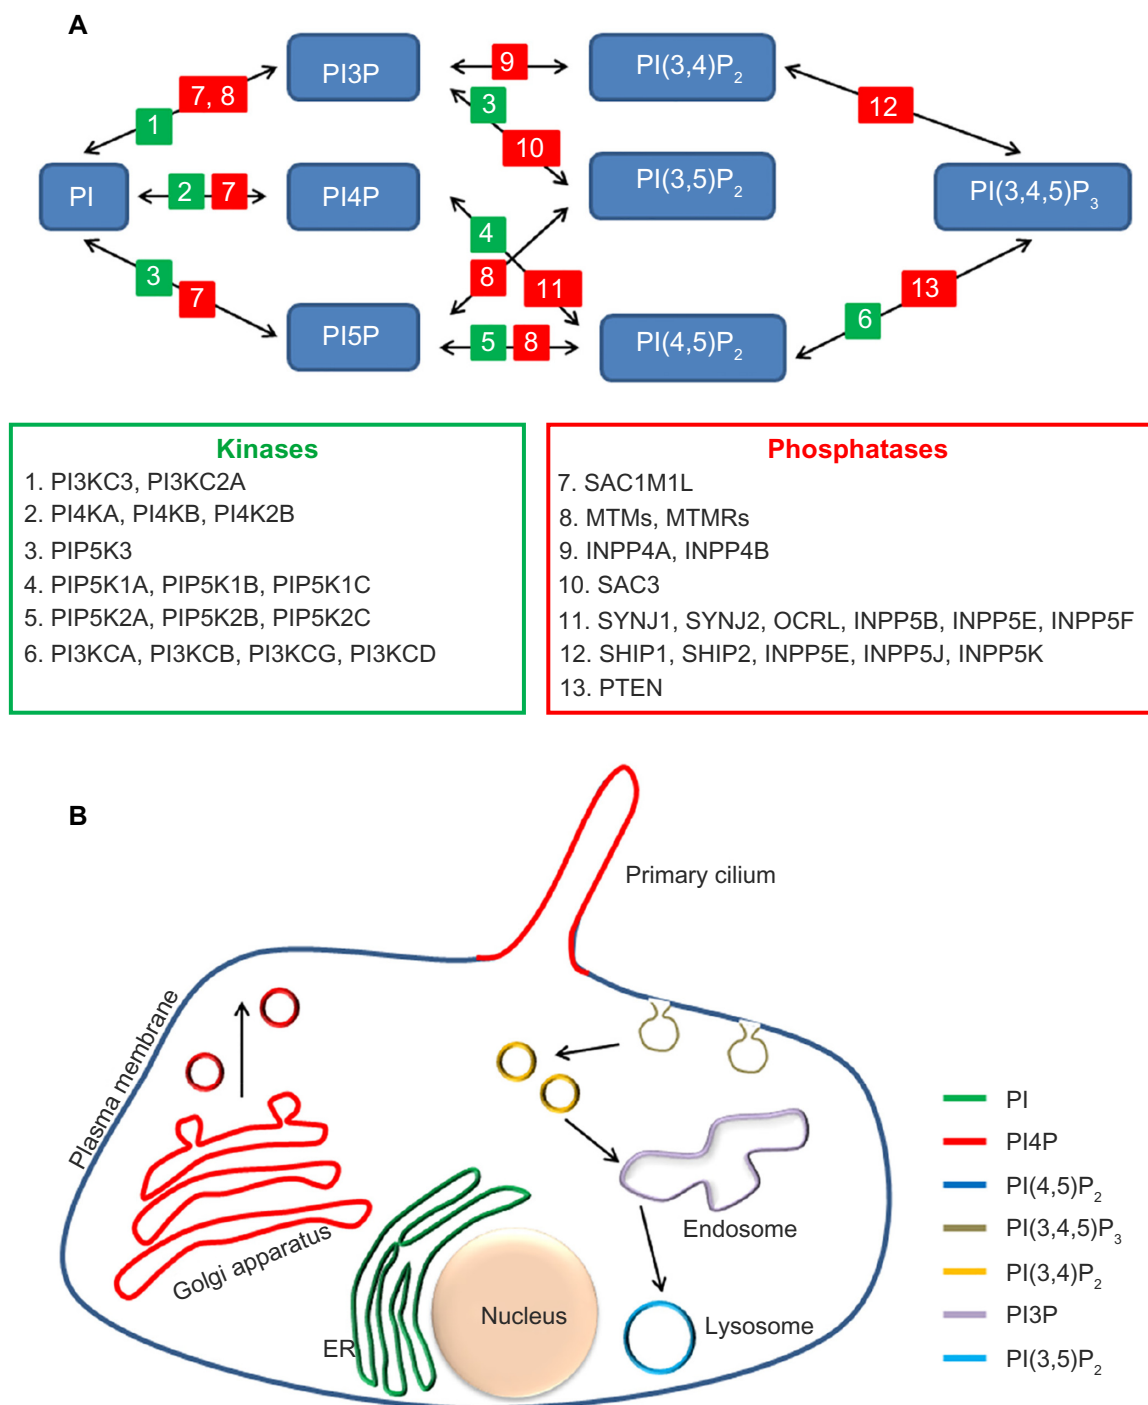 A
PI3P
9
PI(3,4)P2
7, 8
3
12
1
10
PI
2
7
PI4P
PI(3,5)P2
PI(3,4,5)P3
4
3
7
8
11
13
6
PI5P
5
8
PI(4,5)P2
Kinases
1. PI3KC3, PI3KC2A
2. PI4KA, PI4KB, PI4K2B
3. PIP5K3
4. PIP5K1A, PIP5K1B, PIP5K1C
5. PIP5K2A, PIP5K2B, PIP5K2C
6. PI3KCA, PI3KCB, PI3KCG, PI3KCD
Phosphatases
7. SAC1M1L
8. MTMs, MTMRs
9. INPP4A, INPP4B
10. SAC3
11. SYNJ1, SYNJ2, OCRL, INPP5B, INPP5E, INPP5F
12. SHIP1, SHIP2, INPP5E, INPP5J, INPP5K
13. PTEN
B
Primary cilium
Plasma membrane
Golgi apparatus
Endosome
Nucleus
ER
Lysosome
PI
PI4P
PI(4,5)P2
PI(3,4,5)P3
PI(3,4)P2
PI3P
PI(3,5)P2